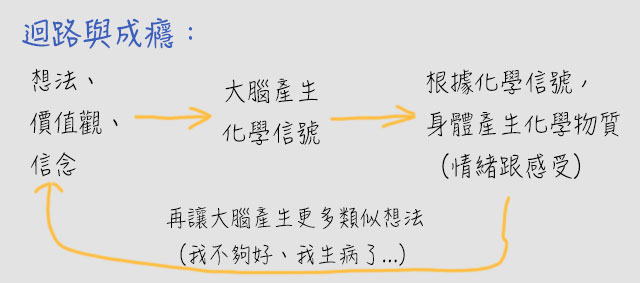 迴路與成癮：
想法、
價值觀、
信念
大腦產生
化學信號
根據化學信號，
身體產生化學物質
（情緒跟感受）
再讓大腦產生更多類似想法
（我不夠好、我生病了...）